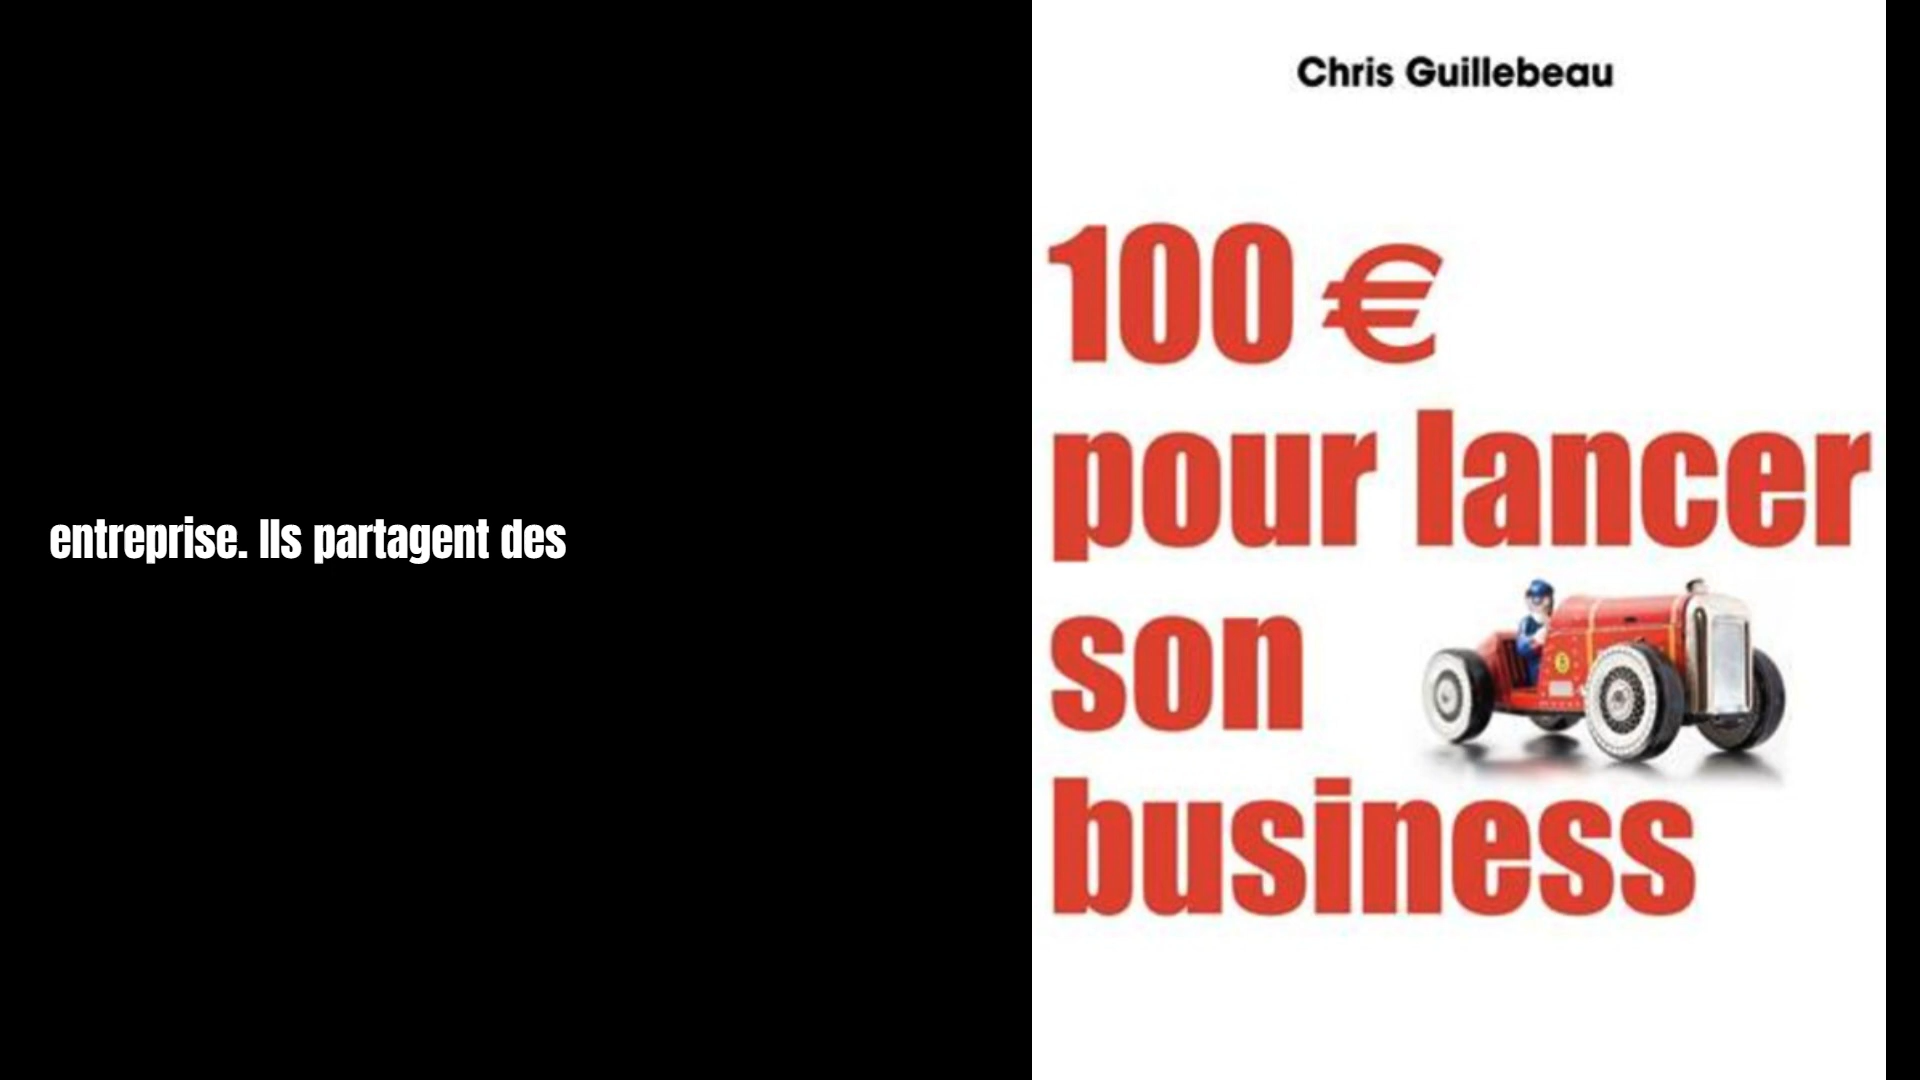 entreprise. Ils partagent des
Chris Guillebeau
100 €
pour lancer
son
business